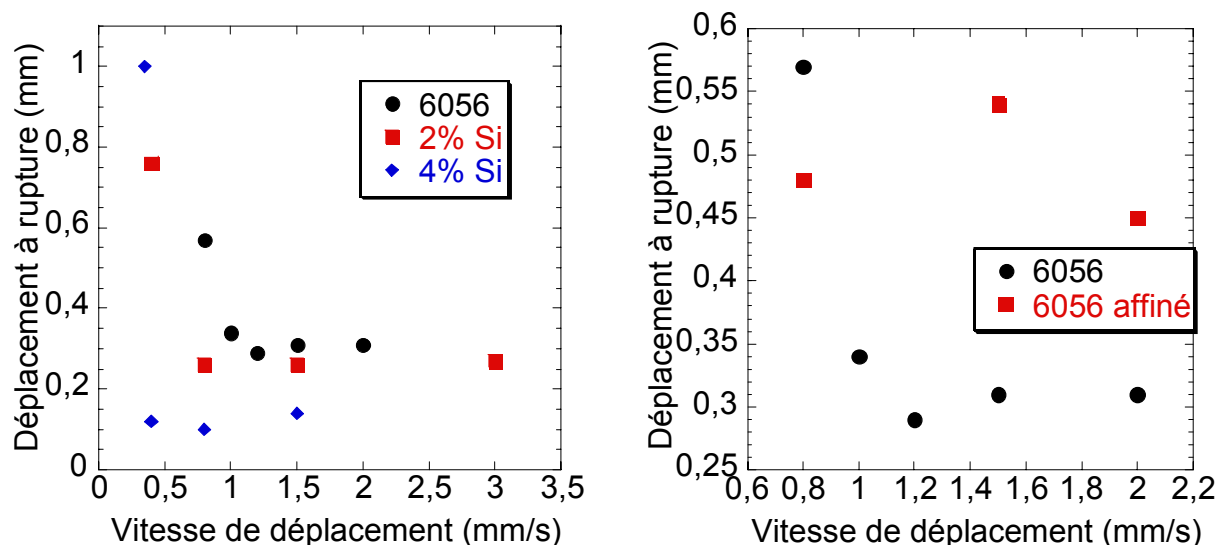 Déplacement à rupture (mm)
1
0,8
0,6
0,4
0,2
0
0 0,5 1 1,5 2 2,5 3 3,5
Vitesse de déplacement (mm/s)
6056
2% Si
4% Si
Déplacement à rupture (mm)
0,6
0,55
0,5
0,45
0,4
0,35
0,3
0,25
0,6 0,8 1 1,2 1,4 1,6 1,8 2 2,2
Vitesse de déplacement (mm/s)
6056
6056 affiné